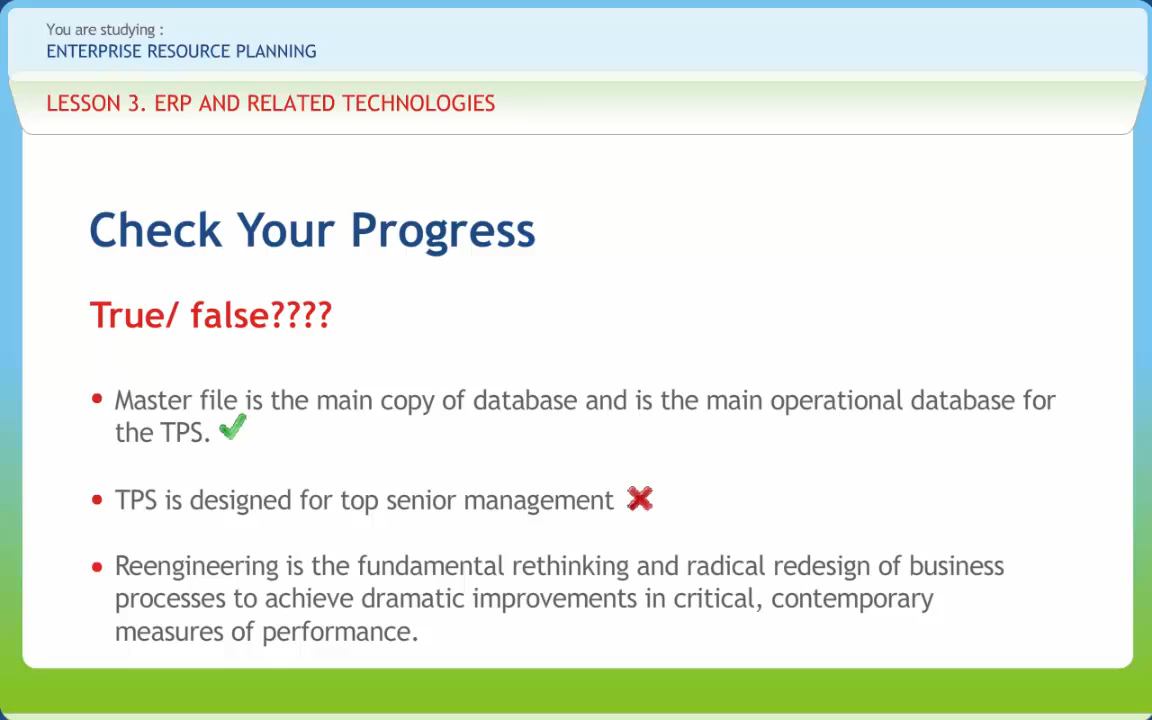 You are studying :
ENTERPRISE RESOURCE PLANNING
LESSON 3. ERP AND RELATED TECHNOLOGIES
Check Your Progress
True/ false????
• Master file is the main copy of database and is the main operational database for
the TPS.
• TPS is designed for top senior management
• Reengineering is the fundamental rethinking and radical redesign of business
processes to achieve dramatic improvements in critical, contemporary
measures of performance.